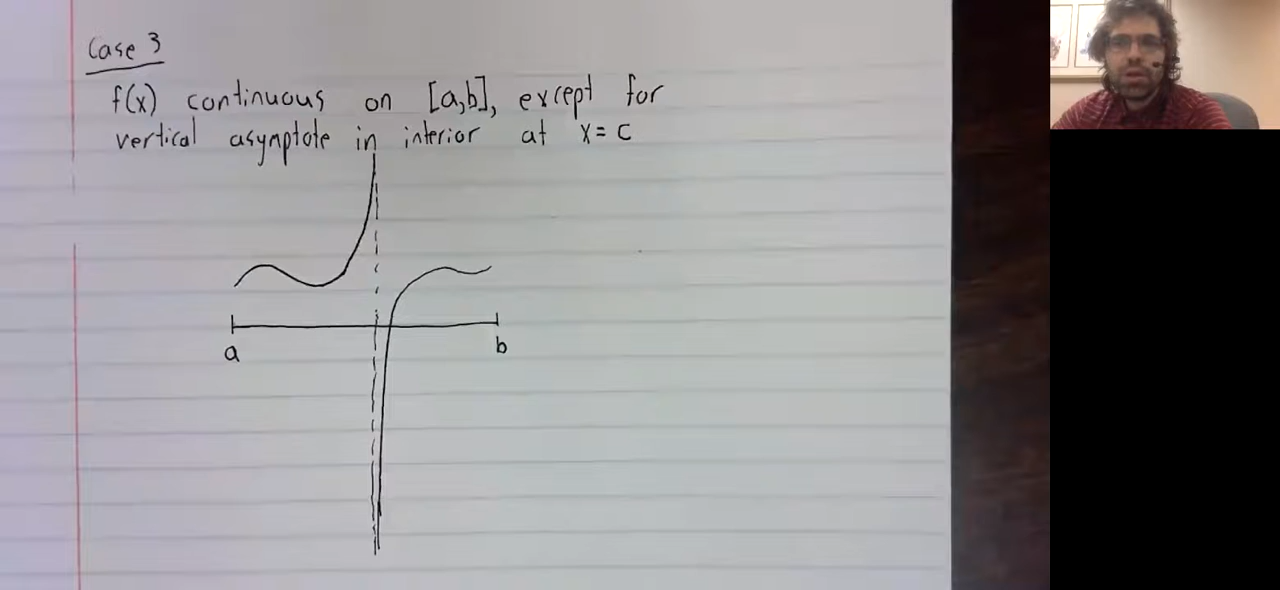 Case 3
f(x) continuous on [a,b], except for
vertical asymptote in interior at x = c
a
b